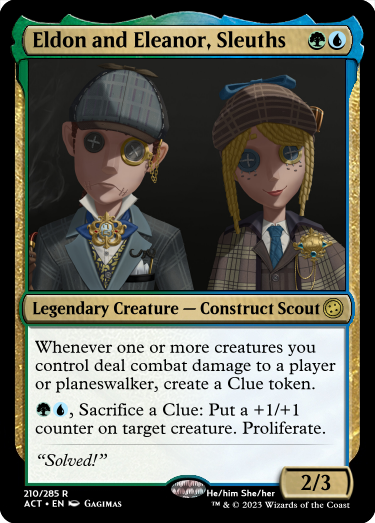 Eldon and Eleanor, Sleuths
Legendary Creature — Construct Scout
Whenever one or more creatures you
control deal combat damage to a player
or planeswalker, create a Clue token.
, Sacrifice a Clue: Put a +1/+1
counter on target creature. Proliferate.
“Solved!”
2/3
210/285 R
ACT • EN Gagimas
He/him She/her
™ & © 2023 Wizards of the Coast